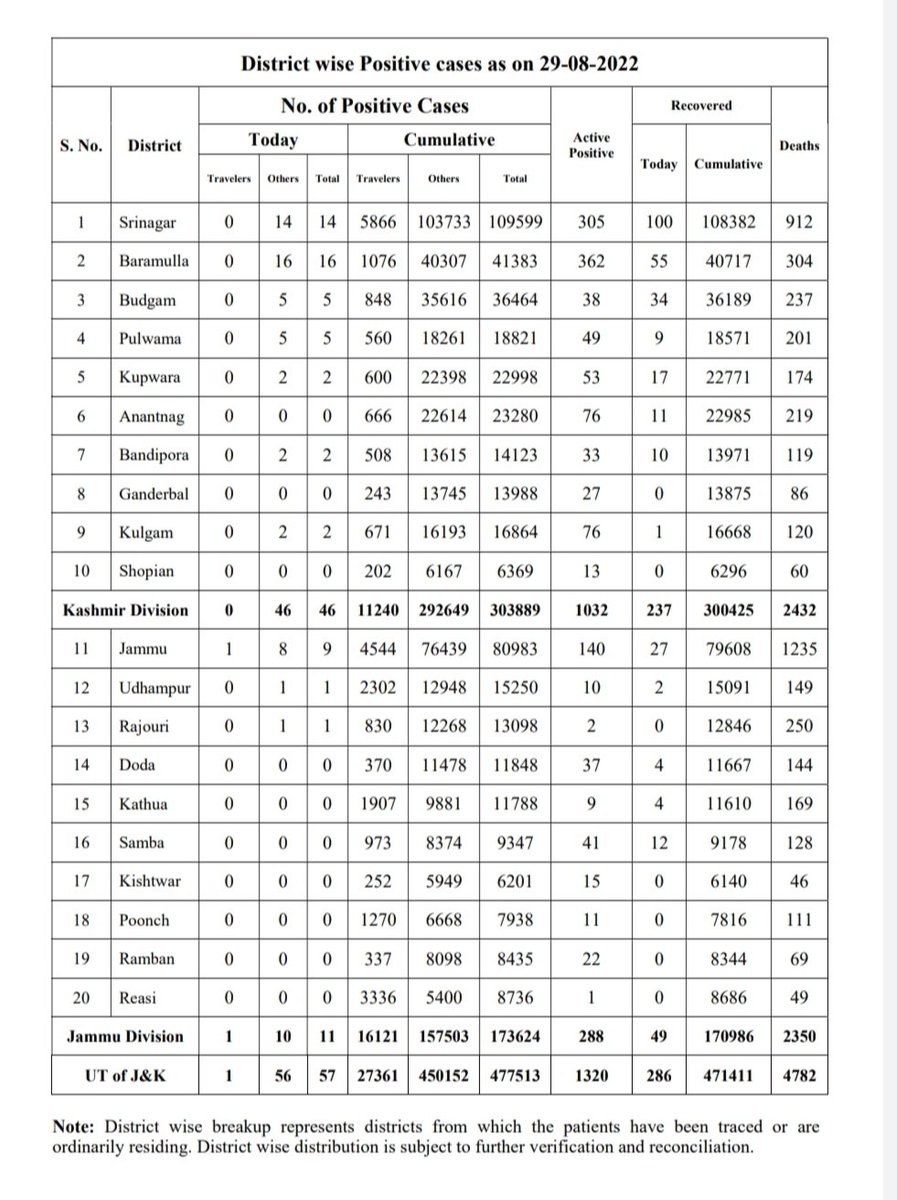 District wise Positive cases as on 29-08-2022
S. No. District No. of Positive Cases Active Positive Recovered Deaths
Today Cumulative Today Cumulative
Travelers Others Total Travelers Others Total
1 Srinagar 0 14 14 5866 103733 109599 305 100 108382 912
2 Baramulla 0 16 16 1076 40307 41383 362 55 40717 304
3 Budgam 0 5 5 848 35616 36464 38 34 36189 237
4 Pulwama 0 5 5 560 18261 18821 49 9 18571 201
5 Kupwara 0 2 2 600 22398 22998 53 17 22771 174
6 Anantnag 0 0 0 666 22614 23280 76 11 22985 219
7 Bandipora 0 2 2 508 13615 14123 33 10 13971 119
8 Ganderbal 0 0 0 243 13745 13988 27 0 13875 86
9 Kulgam 0 2 2 671 16193 16864 76 1 16668 120
10 Shopian 0 0 0 202 6167 6369 13 0 6296 60
Kashmir Division 0 46 46 11240 292649 303889 1032 237 300425 2432
11 Jammu 1 8 9 4544 76439 80983 140 27 79608 1235
12 Udhampur 0 1 1 2302 12948 15250 10 2 15091 149
13 Rajouri 0 1 1 830 12268 13098 2 0 12846 250
14 Doda 0 0 0 370 11478 11848 37 4 11667 144
15 Kathua 0 0 0 1907 9881 11788 9 4 11610 169
16 Samba 0 0 0 973 8374 9347 41 12 9178 128
17 Kishtwar 0 0 0 252 5949 6201 15 0 6140 46
18 Poonch 0 0 0 1270 6668 7938 11 0 7816 111
19 Ramban 0 0 0 337 8098 8435 22 0 8344 69
20 Reasi 0 0 0 3336 5400 8736 1 0 8686 49
Jammu Division 1 10 11 16121 157503 173624 288 49 170986 2350
UT of J&K 1 56 57 27361 450152 477513 1320 286 471411 4782
Note: District wise breakup represents districts from which the patients have been traced or are
ordinarily residing. District wise distribution is subject to further verification and reconciliation.